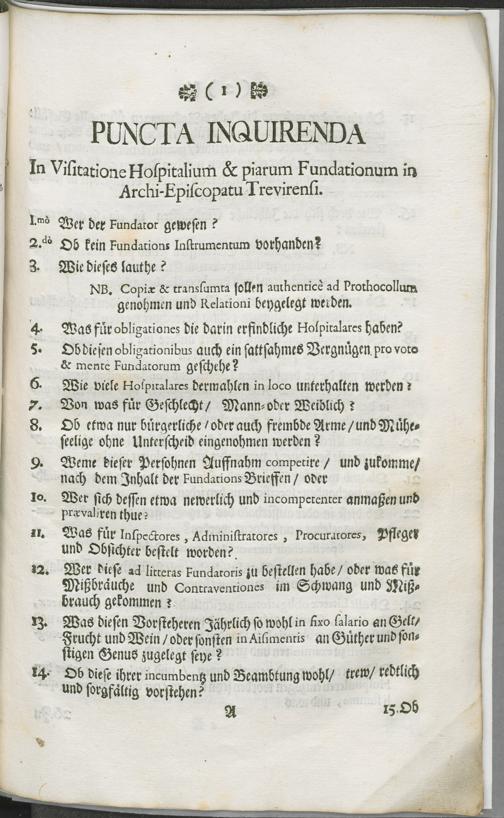 ( 1 )
PUNCTA INQUIRENDA
In Visitatione Hospitalium & piarum Fundationum in
Archi-Episcopatu Trevirensi.
1.mò Wer der Fundator gewesen ?
2.dò Ob kein Fundations Instrumentum vorhanden?
3. Wie dieses lauthe ?
NB. Copiæ & transsumta sollen authenticè ad Prothocollum
genohmen und Relationi beygelegt werden.
4. Was für obligationes die darin erfindliche Hospitalares haben?
5. Ob diesen obligationibus auch ein sattsahmes Vergnügen pro voto
& mente Fundatorum geschehe?
6. Wie viele Hospitalares dermahlen in loco unterhalten werden?
7. Von was für Geschlecht / Mann- oder Weiblich ?
8. Ob etwa nur bürgerliche / oder auch frembde Arme / und Mühe-
seelige ohne Unterscheid eingenohmen werden ?
9. Weme dieser Persohnen Auffnahm competire / und zukomme /
nach dem Inhalt der Fundations Brieffen / oder
10. Wer sich dessen etwa newerlich und incompetenter anmaßen und
prævaliren thue?
11. Was für Inspectores, Administratores, Procuratores, Pfleger
und Obsichter bestelt worden?
12. Wer diese ad litteras Fundatoris zu bestellen habe / oder was für
Mißbräuche und Contraventiones im Schwang und Miß-
brauch gekommen ?
13. Was diesen Vorsteheren Jährlich so wohl in fixo salario an Gelt /
Frucht und Wein / oder sonsten in Aisimentis an Güther und son-
stigen Genus zugelegt seye ?
14. Ob diese ihrer incumbentz und Beambtung wohl / trew / redtlich
und sorgfältig vorstehen?
A 15. Ob